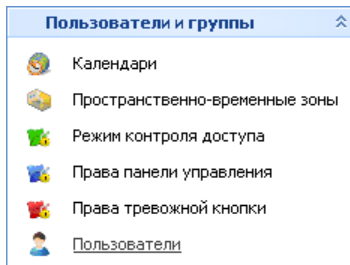 Пользователи и группы
Календари
Пространственно-временные зоны
Режим контроля доступа
Права панели управления
Права тревожной кнопки
Пользователи